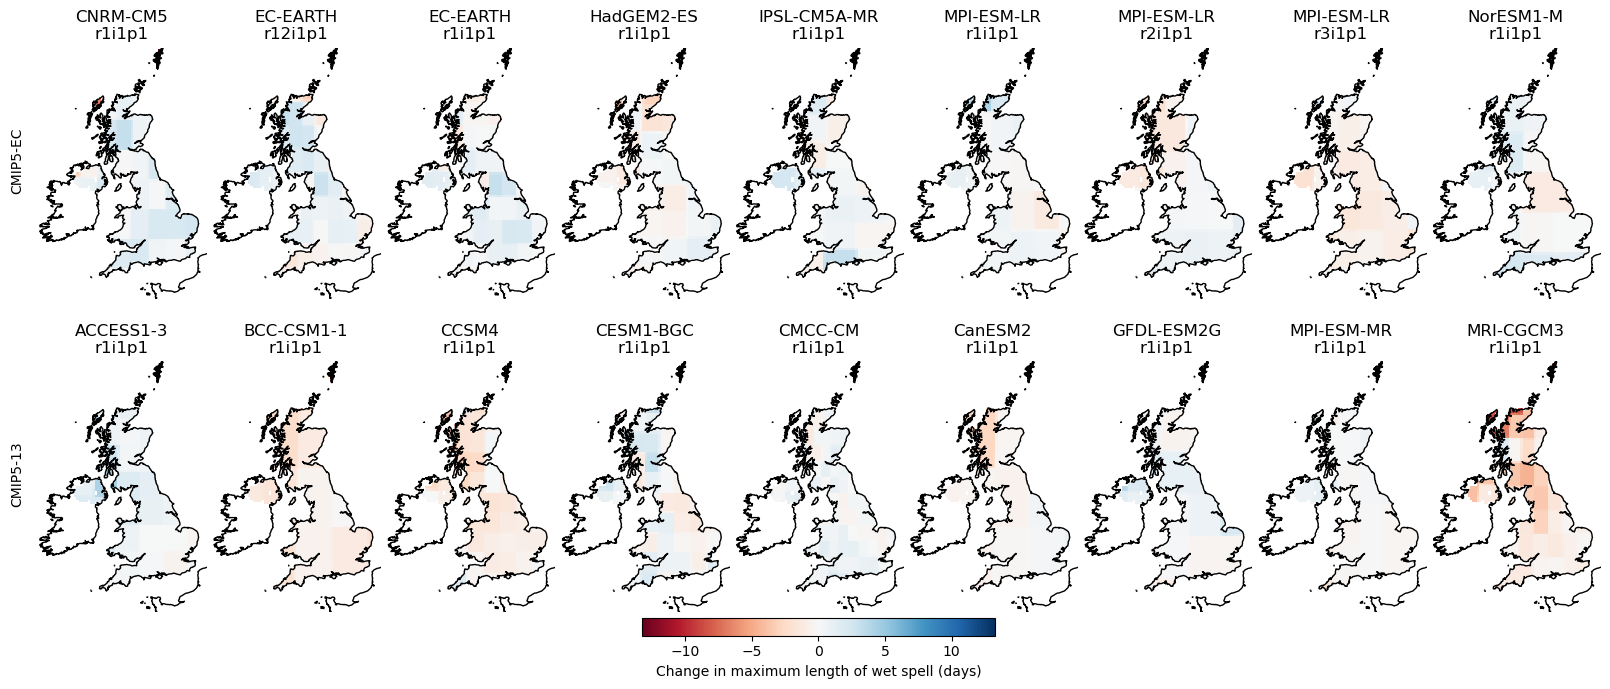 CNRM-CM5
r1i1p1
EC-EARTH
r12i1p1
EC-EARTH
r1i1p1
HadGEM2-ES
r1i1p1
IPSL-CM5A-MR
r1i1p1
MPI-ESM-LR
r1i1p1
MPI-ESM-LR
r2i1p1
MPI-ESM-LR
r3i1p1
NorESM1-M
r1i1p1
CMIP5-EC
ACCESS1-3
r1i1p1
BCC-CSM1-1
r1i1p1
CCSM4
r1i1p1
CESM1-BGC
r1i1p1
CMCC-CM
r1i1p1
CanESM2
r1i1p1
GFDL-ESM2G
r1i1p1
MPI-ESM-MR
r1i1p1
MRI-CGCM3
r1i1p1
CMIP5-13
−10 −5 0 5 10
Change in maximum length of wet spell (days)